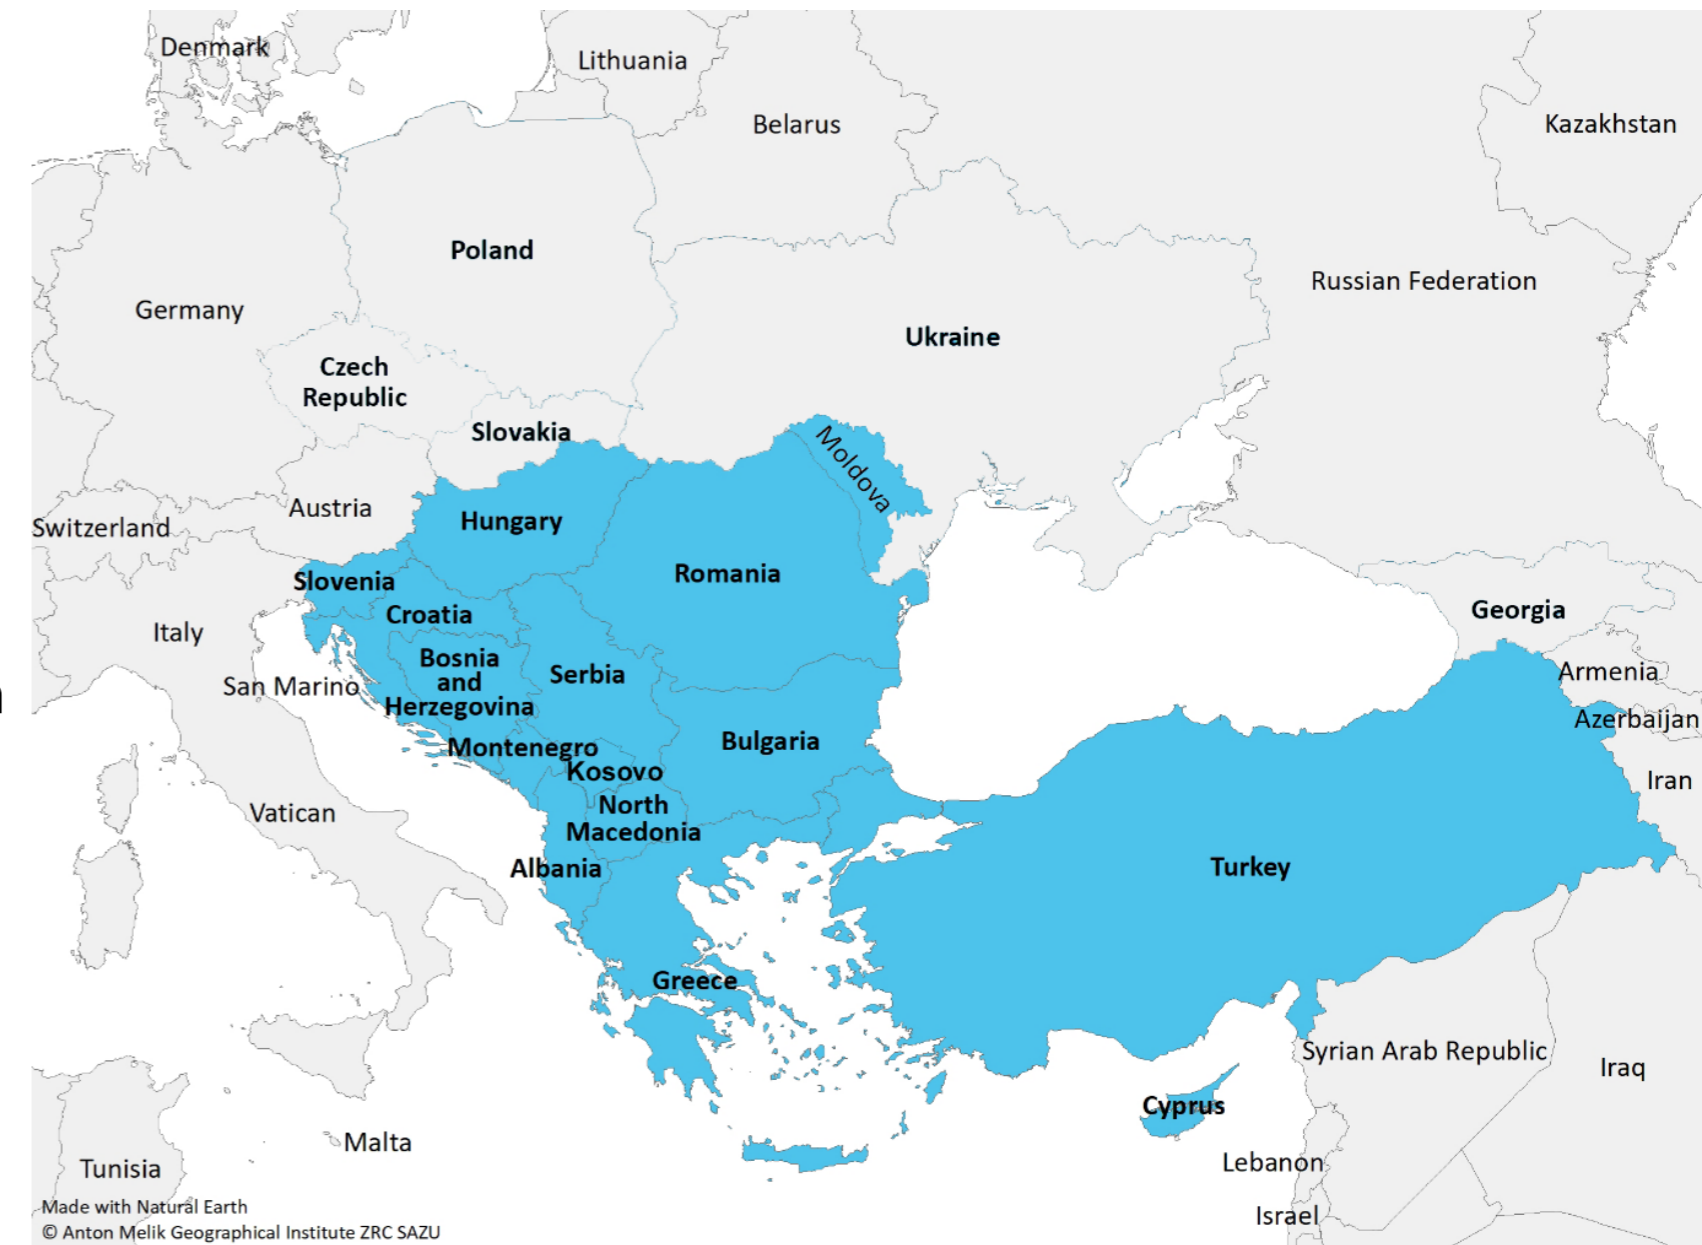 Denmark
Lithuania
Belarus
Kazakhstan
Poland
Russian Federation
Germany
Ukraine
Czech
Republic
Slovakia
Moldova
Austria
Switzerland
Hungary
Romania
Slovenia
Croatia
Georgia
Italy
Bosnia
and
Herzegovina
Serbia
Armenia
San Marino
Azerbaijan
Montenegro
Bulgaria
Kosovo
Iran
North
Macedonia
Vatican
Albania
Turkey
Greece
Syrian Arab Republic
Iraq
Cyprus
Malta
Lebanon
Tunisia
Israel
Made with Natural Earth
© Anton Melik Geographical Institute ZRC SAZU